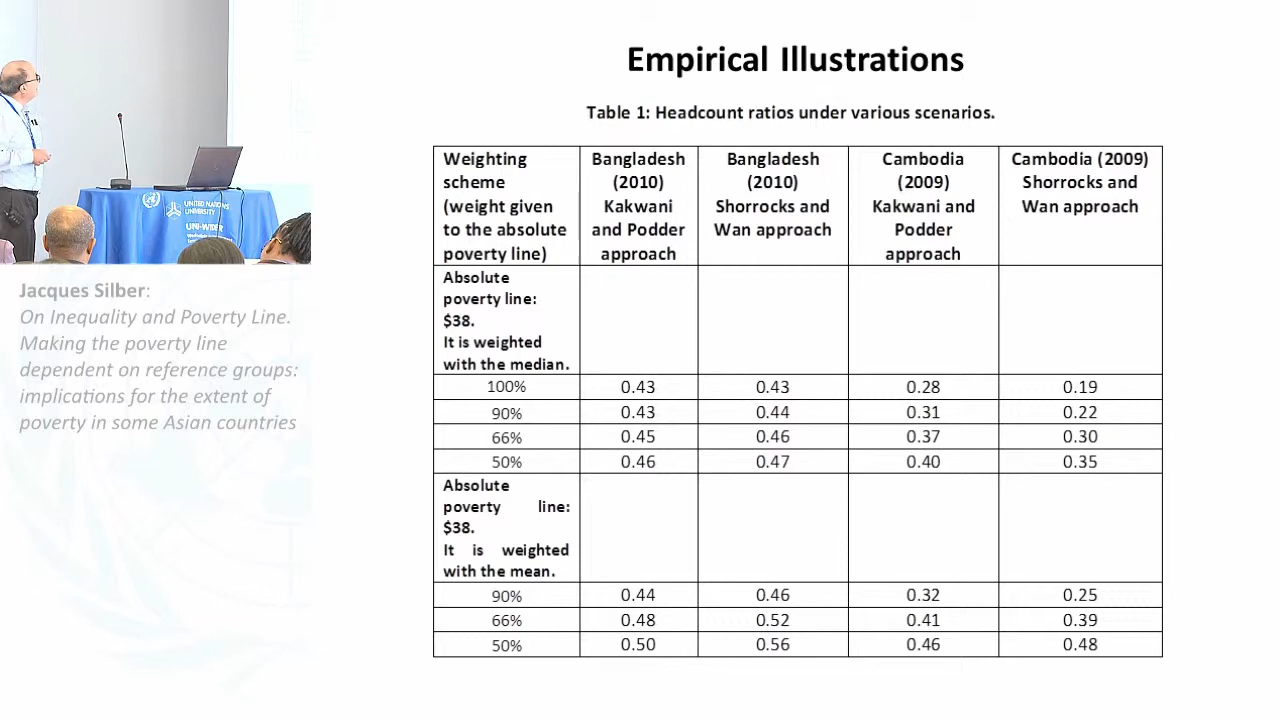 Empirical Illustrations
Table 1: Headcount ratios under various scenarios.
Weighting
scheme
(weight given
to the absolute
poverty line)
Bangladesh
(2010)
Kakwani
and Podder
approach
Bangladesh
(2010)
Shorrocks and
Wan approach
Cambodia
(2009)
Kakwani and
Podder
approach
Cambodia (2009)
Shorrocks and
Wan approach
Absolute
poverty line:
$38.
It is weighted
with the median.
100% 0.43 0.43 0.28 0.19
90% 0.43 0.44 0.31 0.22
66% 0.45 0.46 0.37 0.30
50% 0.46 0.47 0.40 0.35
Absolute
poverty line:
$38.
It is weighted
with the mean.
90% 0.44 0.46 0.32 0.25
66% 0.48 0.52 0.41 0.39
50% 0.50 0.56 0.46 0.48
UNITED NATIONS
UNIVERSITY
UNU-WIDER
Jacques Silber:
On Inequality and Poverty Line.
Making the poverty line
dependent on reference groups:
implications for the extent of
poverty in some Asian countries